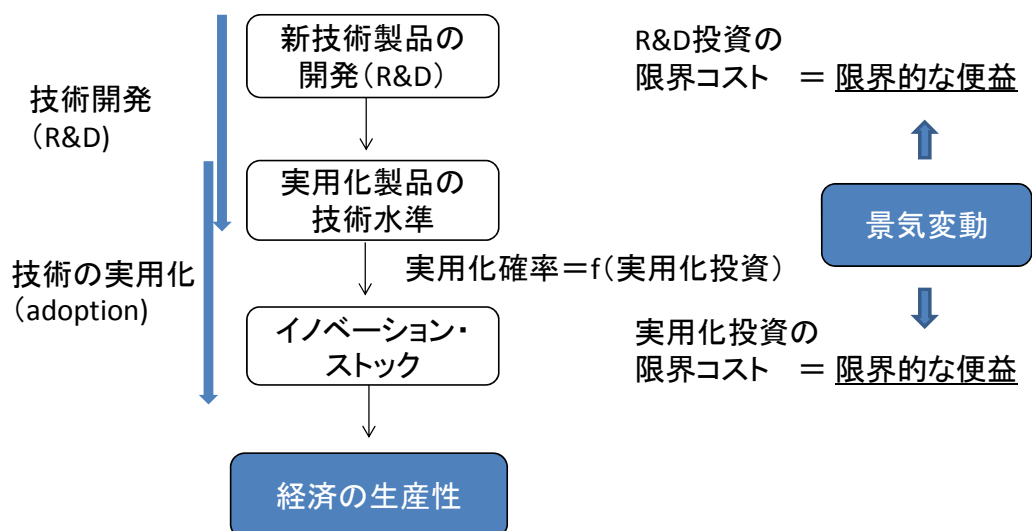 新技術製品の
開発（R&D）
技術開発
（R&D)
実用化製品の
技術水準
実用化確率＝f（実用化投資）
技術の実用化
（adoption)
イノベーション・
ストック
経済の生産性
R&D投資の
限界コスト ＝ 限界的な便益
景気変動
実用化投資の
限界コスト ＝ 限界的な便益